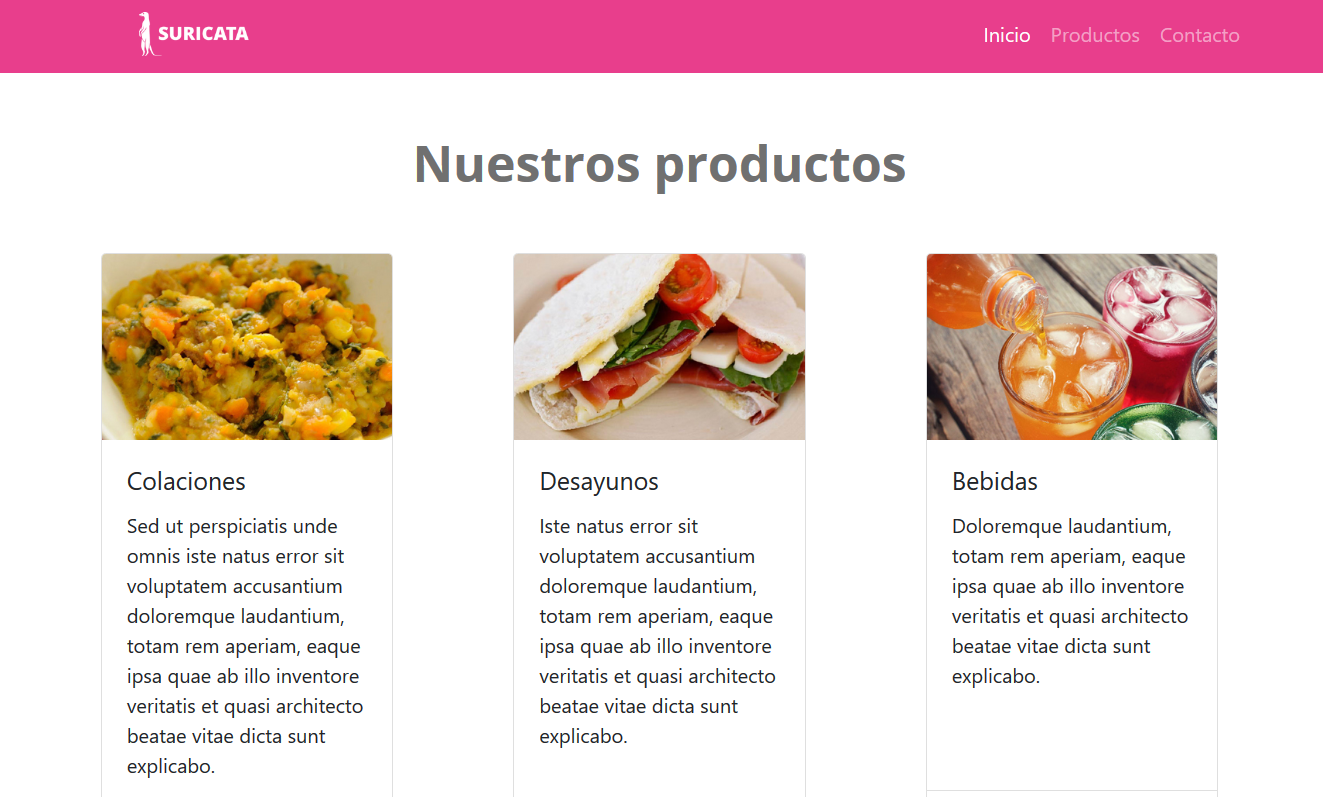 SURICATA
Inicio Productos Contacto
Nuestros productos
Colaciones
Sed ut perspiciatis unde
omnis iste natus error sit
voluptatem accusantium
doloremque laudantium,
totam rem aperiam, eaque
ipsa quae ab illo inventore
veritatis et quasi architecto
beatae vitae dicta sunt
explicabo.
Desayunos
Iste natus error sit
voluptatem accusantium
doloremque laudantium,
totam rem aperiam, eaque
ipsa quae ab illo inventore
veritatis et quasi architecto
beatae vitae dicta sunt
explicabo.
Bebidas
Doloremque laudantium,
totam rem aperiam, eaque
ipsa quae ab illo inventore
veritatis et quasi architecto
beatae vitae dicta sunt
explicabo.